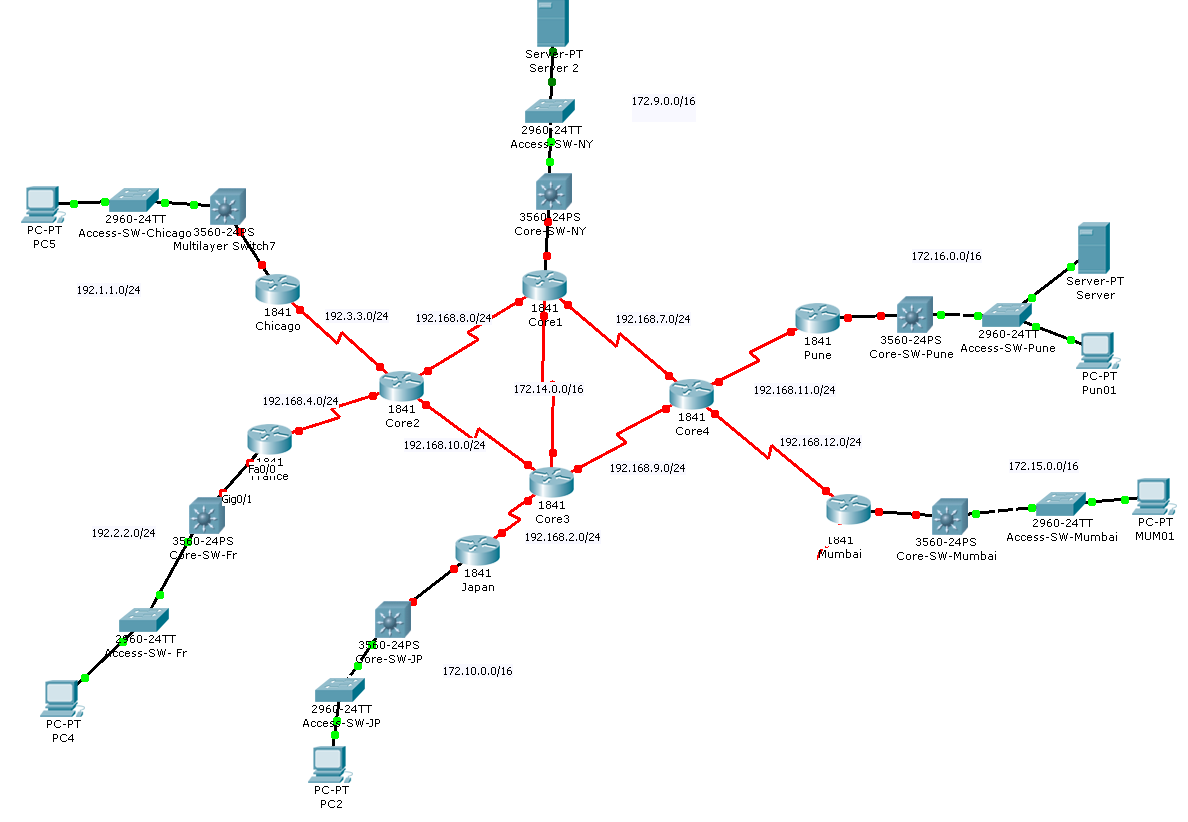 Server-PT
Server 2
172.9.0.0/16
2960-24TT
Access-SW-NY
3560-24PS
Core-SW-NY
PC-PT
PC5
2960-24TT
Access-SW-Chicago
3560-24PS
Multilayer Switch7
192.1.1.0/24
1841
Chicago
192.3.3.0/24
192.168.8.0/24
1841
Core1
192.168.7.0/24
172.16.0.0/16
Server-PT
Server
1841
Pune
3560-24PS
Core-SW-Pune
2960-24TT
Access-SW-Pune
PC-PT
Pun01
192.168.4.0/24
1841
Core2
172.14.0.0/16
1841
Core4
192.168.11.0/24
192.168.10.0/24
192.168.12.0/24
1841
Fa0/0
France
Gig0/1
192.168.9.0/24
172.15.0.0/16
1841
Core3
192.168.2.0/24
192.2.2.0/24
3560-24PS
Core-SW-Fr
1841
Mumbai
3560-24PS
Core-SW-Mumbai
2960-24TT
Access-SW-Mumbai
PC-PT
MUM01
1841
Japan
2960-24TT
Access-SW- Fr
3560-24PS
Core-SW-JP
172.10.0.0/16
PC-PT
PC4
2960-24TT
Access-SW-JP
PC-PT
PC2